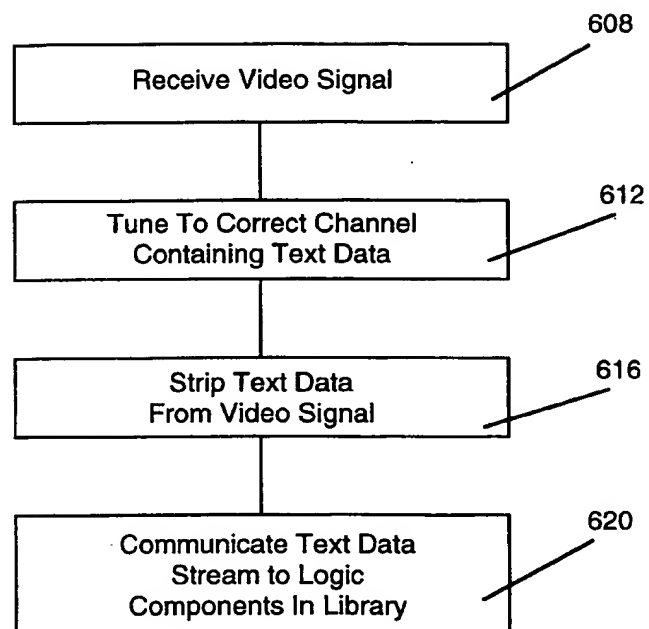 608
Receive Video Signal
612
Tune To Correct Channel
Containing Text Data
616
Strip Text Data
From Video Signal
620
Communicate Text Data
Stream to Logic
Components In Library